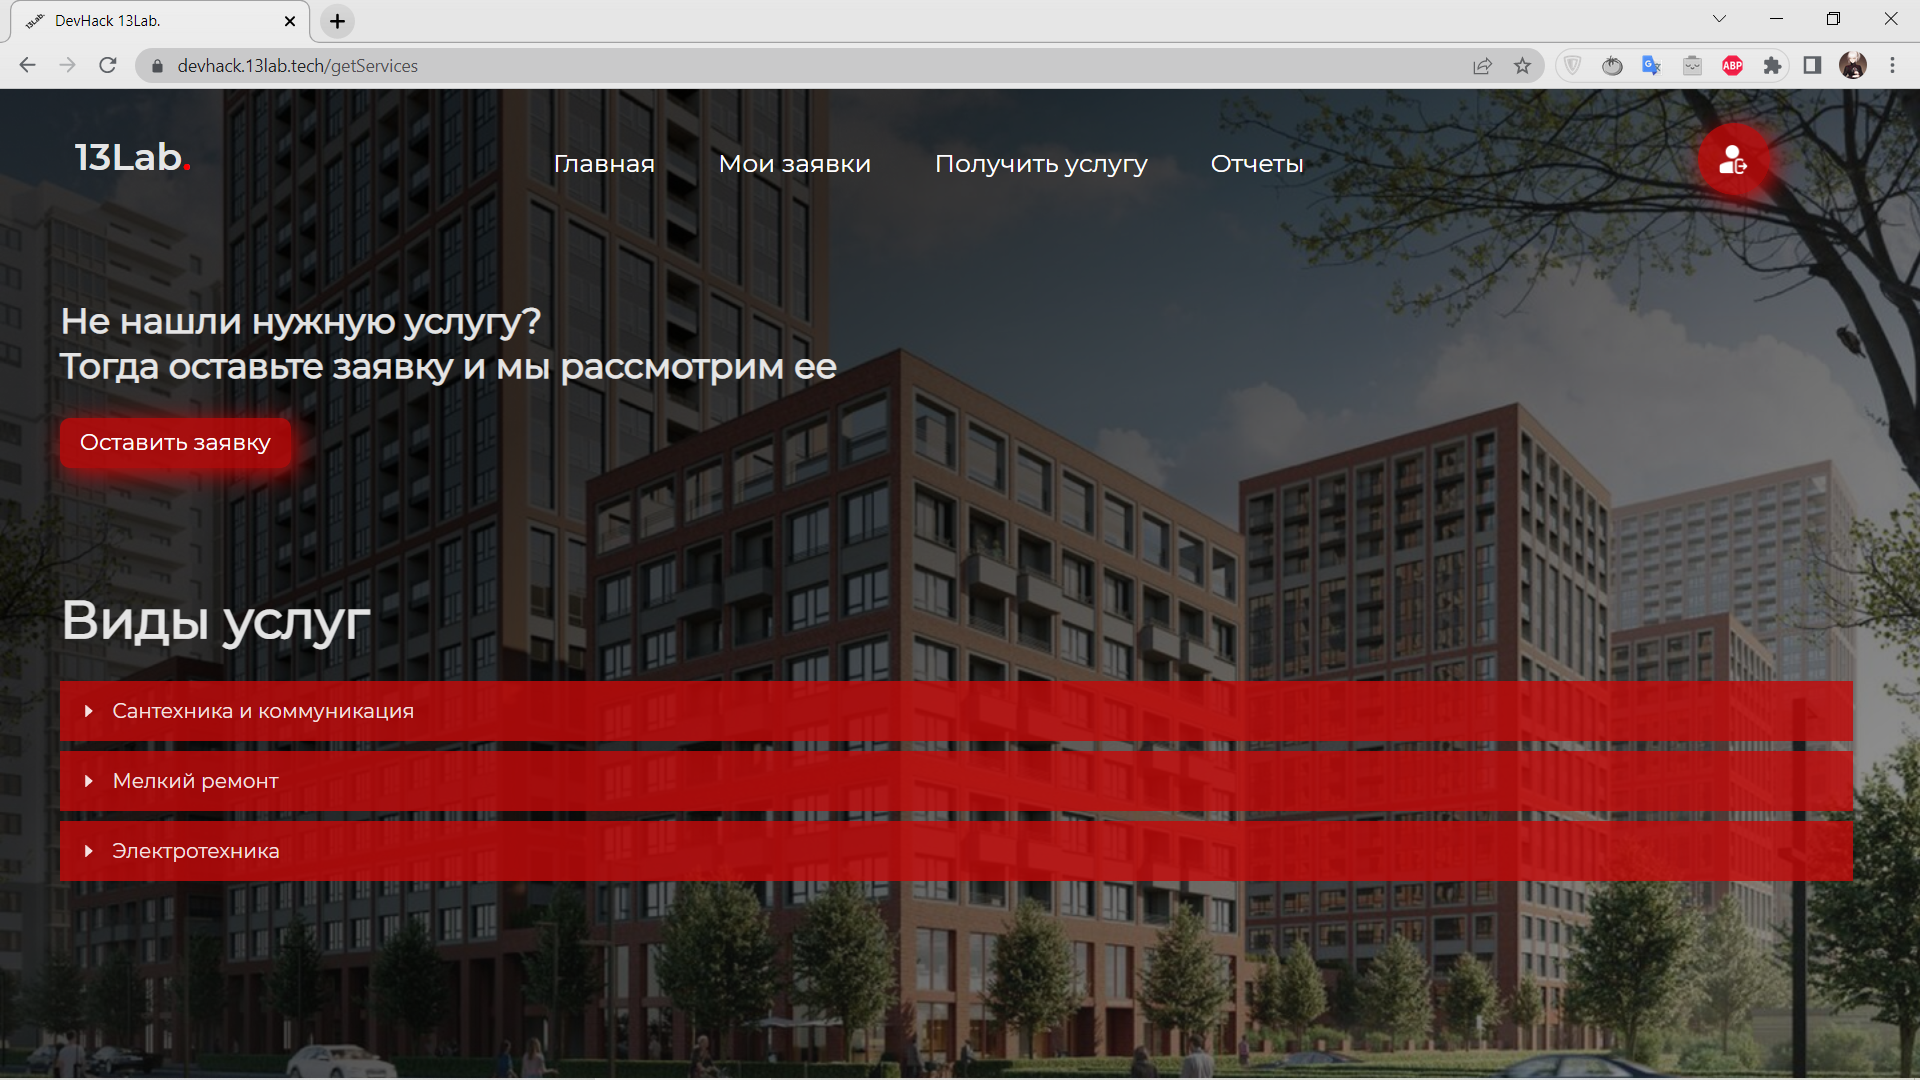 DevHack 13Lab.
devhack.13lab.tech/getServices
ABP
13Lab.
Главная
Мои заявки
Получить услугу
Отчеты
Не нашли нужную услугу?
Тогда оставьте заявку и мы рассмотрим ее
Оставить заявку
Виды услуг
Сантехника и коммуникация
Мелкий ремонт
Электротехника